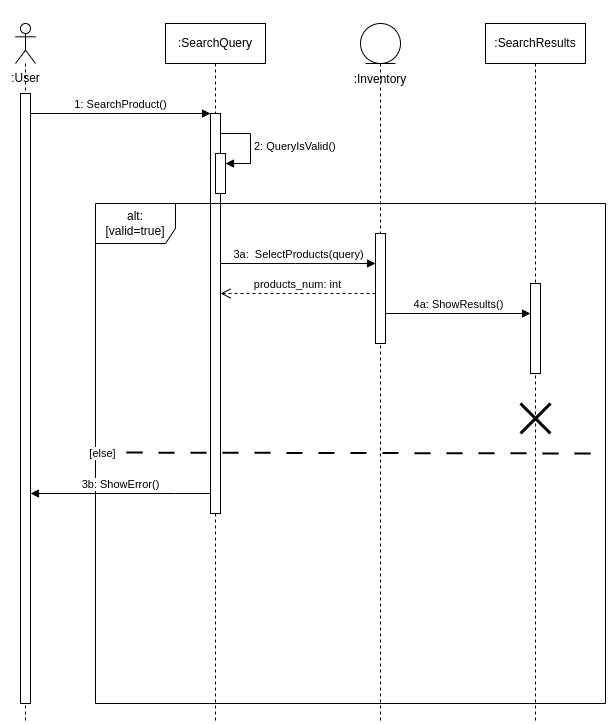 :User
:SearchQuery
:Inventory
:SearchResults
1: SearchProduct()
2: QueryIsValid()
alt:
[valid=true]
3a:  SelectProducts(query)
products_num: int
4a: ShowResults()
[else]
3b: ShowError()